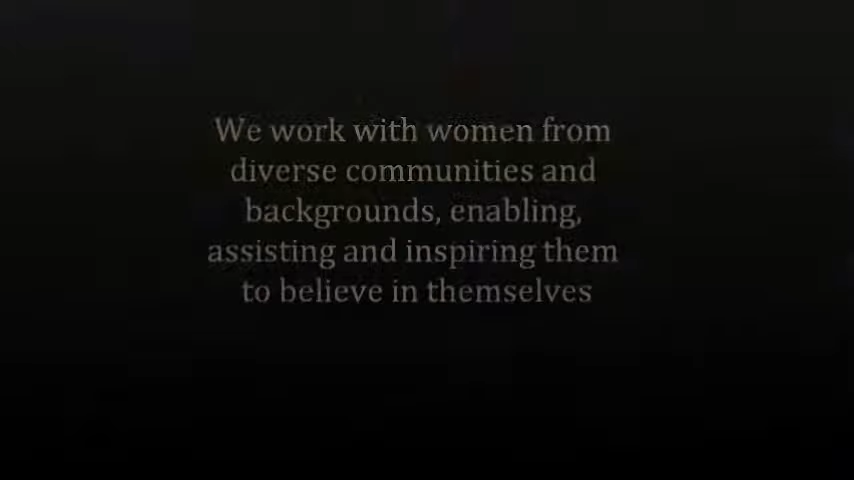 We work with women from
diverse communities and
backgrounds, enabling,
assisting and inspiring them
to believe in themselves